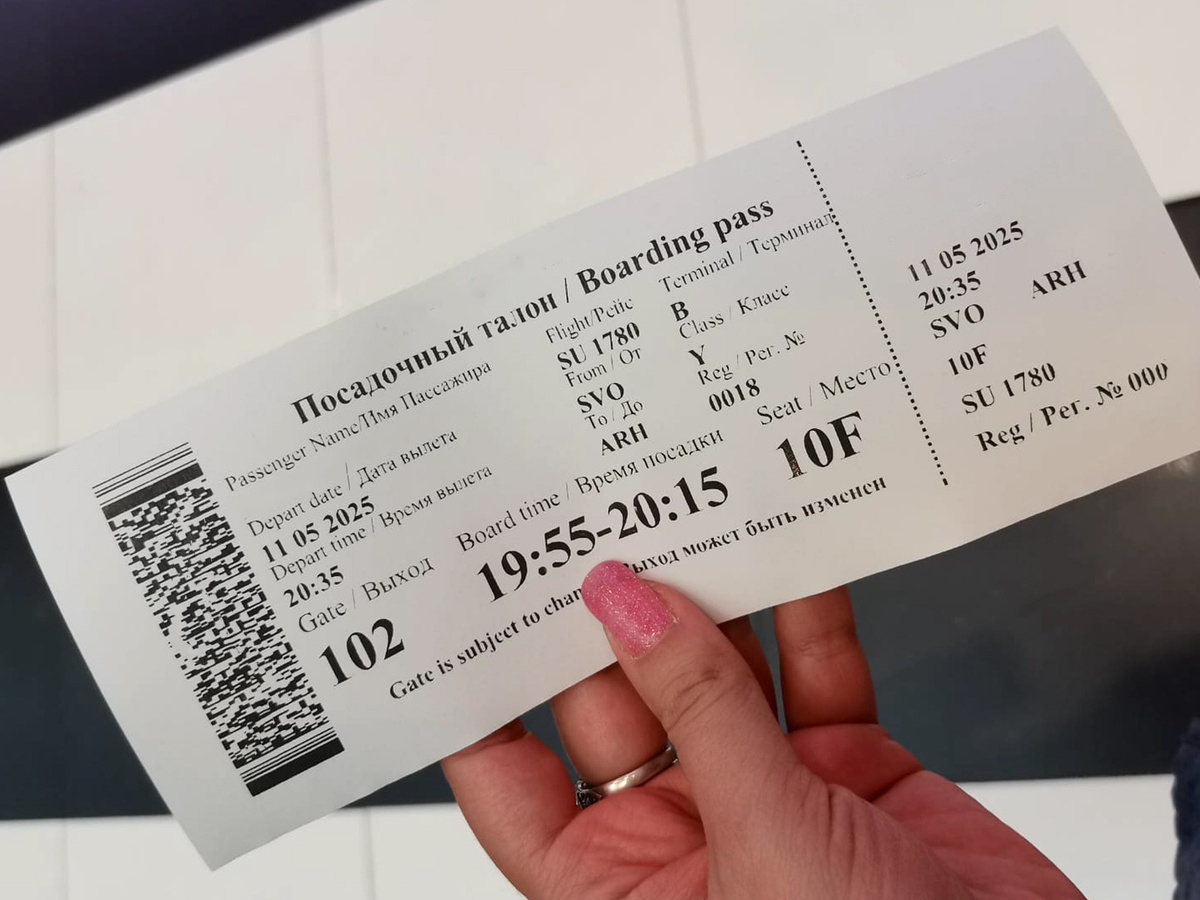 Посадочный талон / Boarding pass
Passenger Name/Имя Пассажира
Flight/Рейс
Terminal / Терминал
SU 1780
B
Depart date / Дата вылета
From / От
Class / Класс
11 05 2025
SVO
Y
Depart time / Время вылета
To / До
Reg / Рег. №
20:35
ARH
0018
Gate / Выход
Board time / Время посадки
Seat / Место
102
19:55-20:15
10F
Gate is subject to chan
Выход может быть изменен
11 05 2025
20:35
SVO ARH
10F
SU 1780
Reg / Рег. № 000